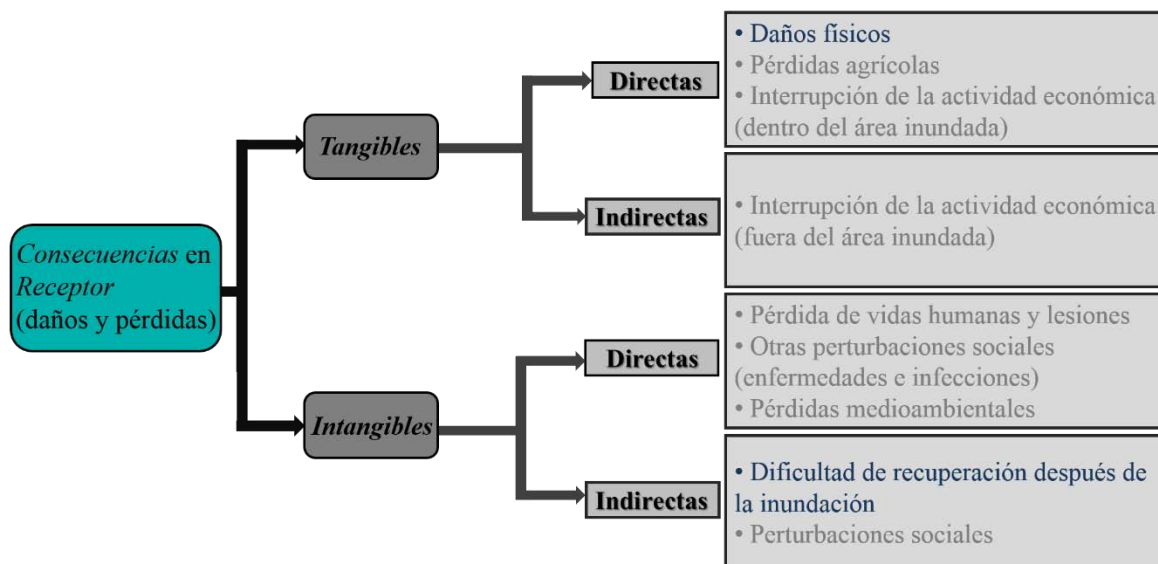 Consecuencias en
Receptor
(daños y pérdidas)
Tangibles
Directas
• Daños físicos
• Pérdidas agrícolas
• Interrupción de la actividad económica
(dentro del área inundada)
Indirectas
• Interrupción de la actividad económica
(fuera del área inundada)
Intangibles
Directas
• Pérdida de vidas humanas y lesiones
• Otras perturbaciones sociales
(enfermedades e infecciones)
• Pérdidas medioambientales
Indirectas
• Dificultad de recuperación después de
la inundación
• Perturbaciones sociales